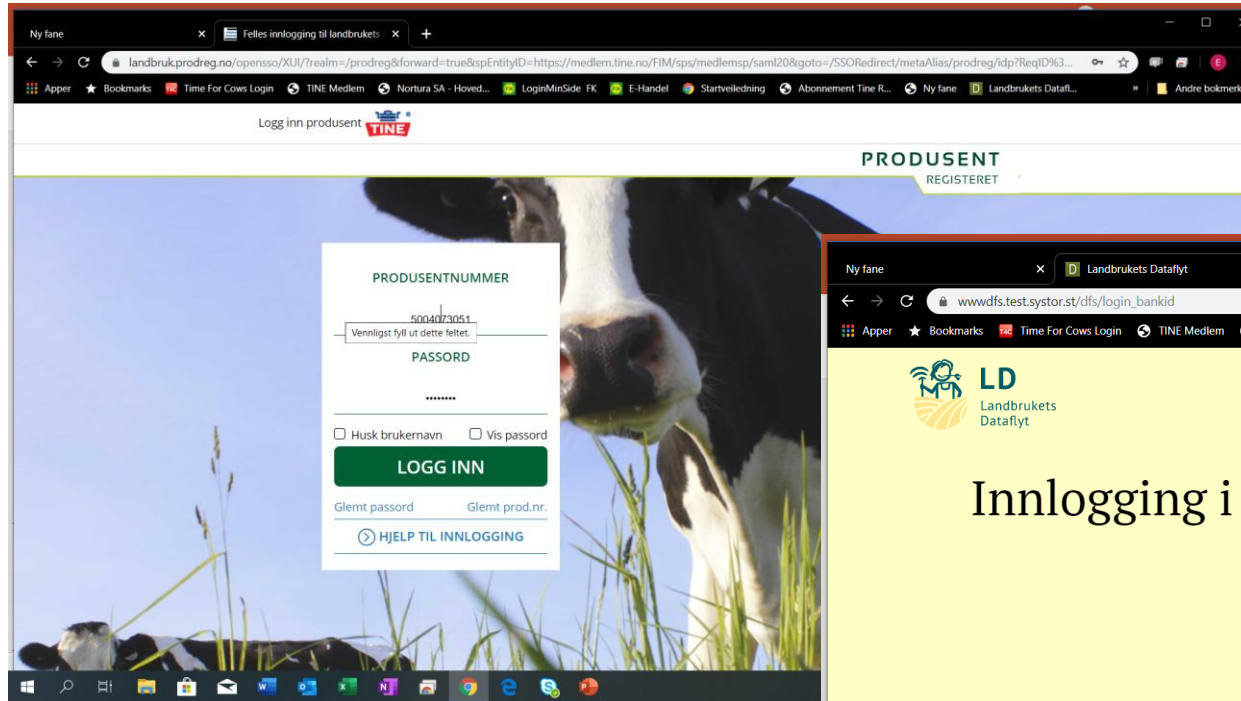 Ny fane
Felles innlogging til landbrukets
landbruk.prodreg.no/opensso/XUI/?realm=/prodreg&forward=true&spEntityID=https://medlem.tine.no/FIM/sps/medlemsp/saml20&goto=/SSORedirect/metaAlias/prodreg/idp?ReqID%3...
E
Apper Bookmarks Time For Cows Login TINE Medlem Nortura SA - Hoved... LoginMinSide FK E-Handel Startveiledning Abonnement Tine R... Ny fane Landbrukets Datafl... » Andre bokmerk
Logg inn produsent TINE
PRODUSENT
REGISTERET
PRODUSENTNUMMER
5004073051
Vennligst fyll ut dette feltet.
PASSORD
••••••••
Husk brukernavn Vis passord
LOGG INN
Glemt passord Glemt prod.nr.
HJELP TIL INNLOGGING
Ny fane
Landbrukets Dataflyt
wwwdfs.test.systor.st/dfs/login_bankid
Apper Bookmarks Time For Cows Login TINE Medlem
LD
Landbrukets
Dataflyt
Innlogging i